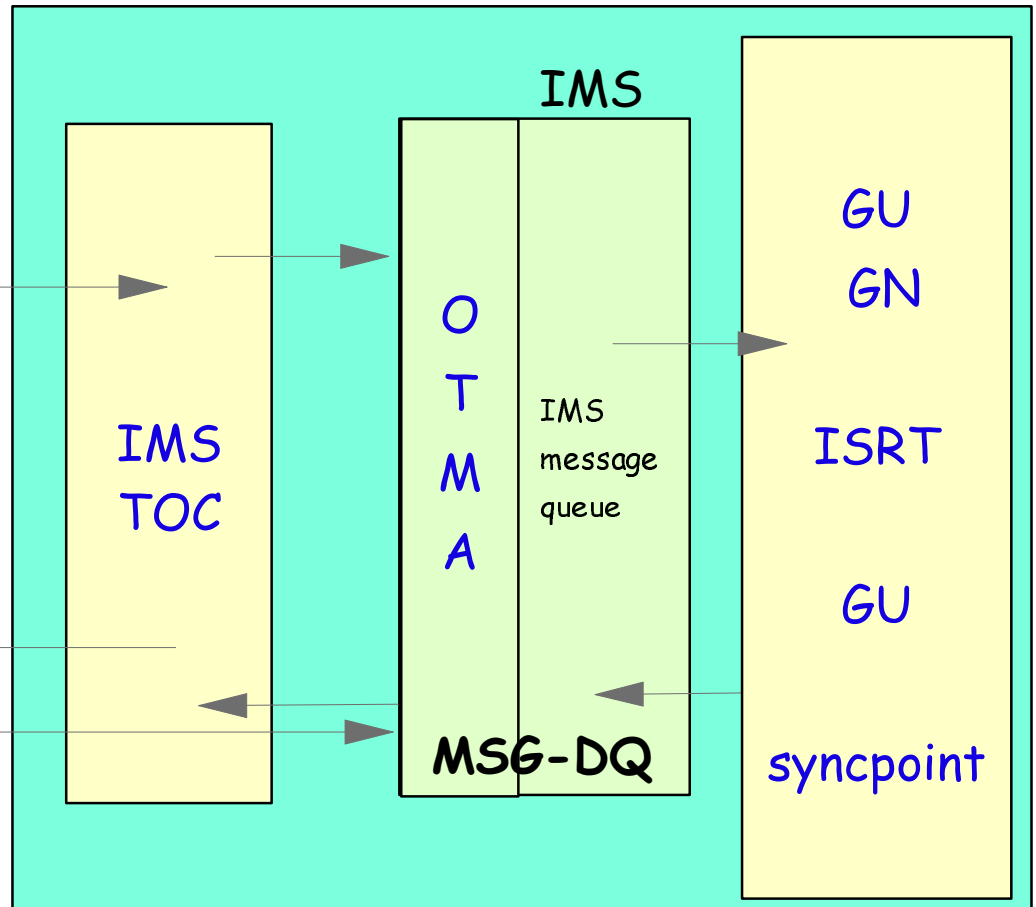 IMS
IMS
TOC
O
T
M
A
IMS
message
queue
MSG-DQ
GU
GN
ISRT
GU
syncpoint